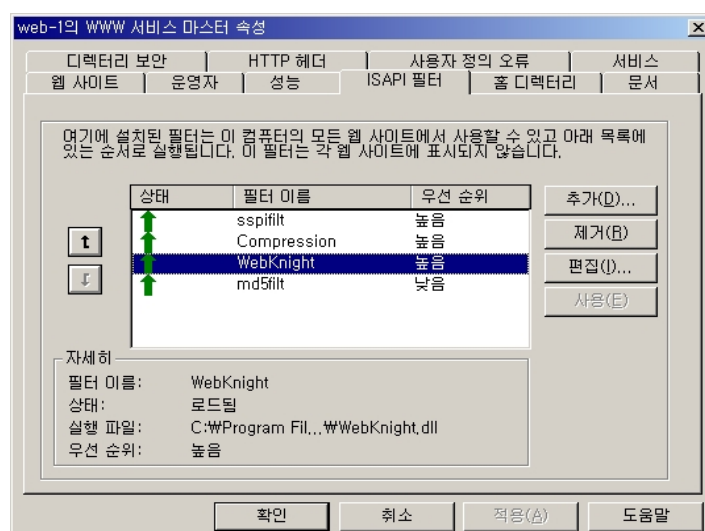 web-1의 WWW 서비스 마스터 속성
디렉터리 보안 HTTP 헤더 사용자 정의 오류 서비스
웹 사이트 운영자 성능 ISAPI 필터 홈 디렉터리 문서
여기에 설치된 필터는 이 컴퓨터의 모든 웹 사이트에서 사용할 수 있고 아래 목록에
있는 순서로 실행됩니다. 이 필터는 각 웹 사이트에 표시되지 않습니다.
상태 필터 이름 우선 순위
sspifilt 높음
Compression 높음
WebKnight 높음
md5filt 낮음
추가(D)...
제거(R)
편집(I)...
사용(E)
자세히
필터 이름: WebKnight
상태: 로드됨
실행 파일: C:₩Program Fil...₩WebKnight.dll
우선 순위: 높음
확인 취소 적용(A) 도움말